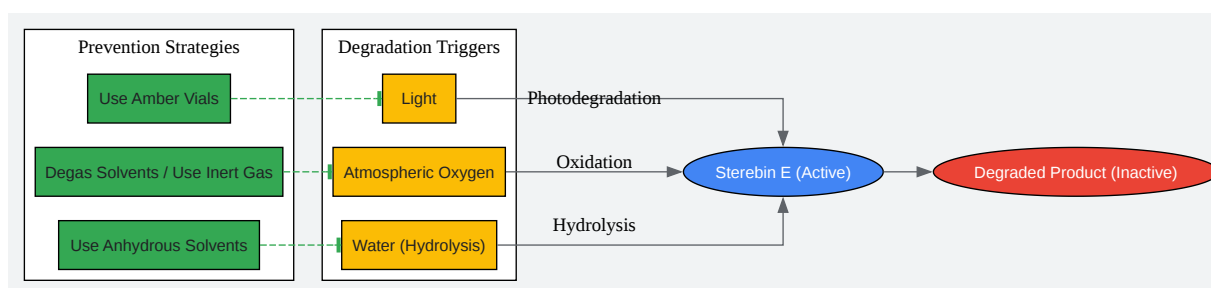 Prevention Strategies
Degradation Triggers
Use Amber Vials
Light
Photodegradation
Degas Solvents / Use Inert Gas
Atmospheric Oxygen
Oxidation
Sterebin E (Active)
Degraded Product (Inactive)
Use Anhydrous Solvents
Water (Hydrolysis)
Hydrolysis